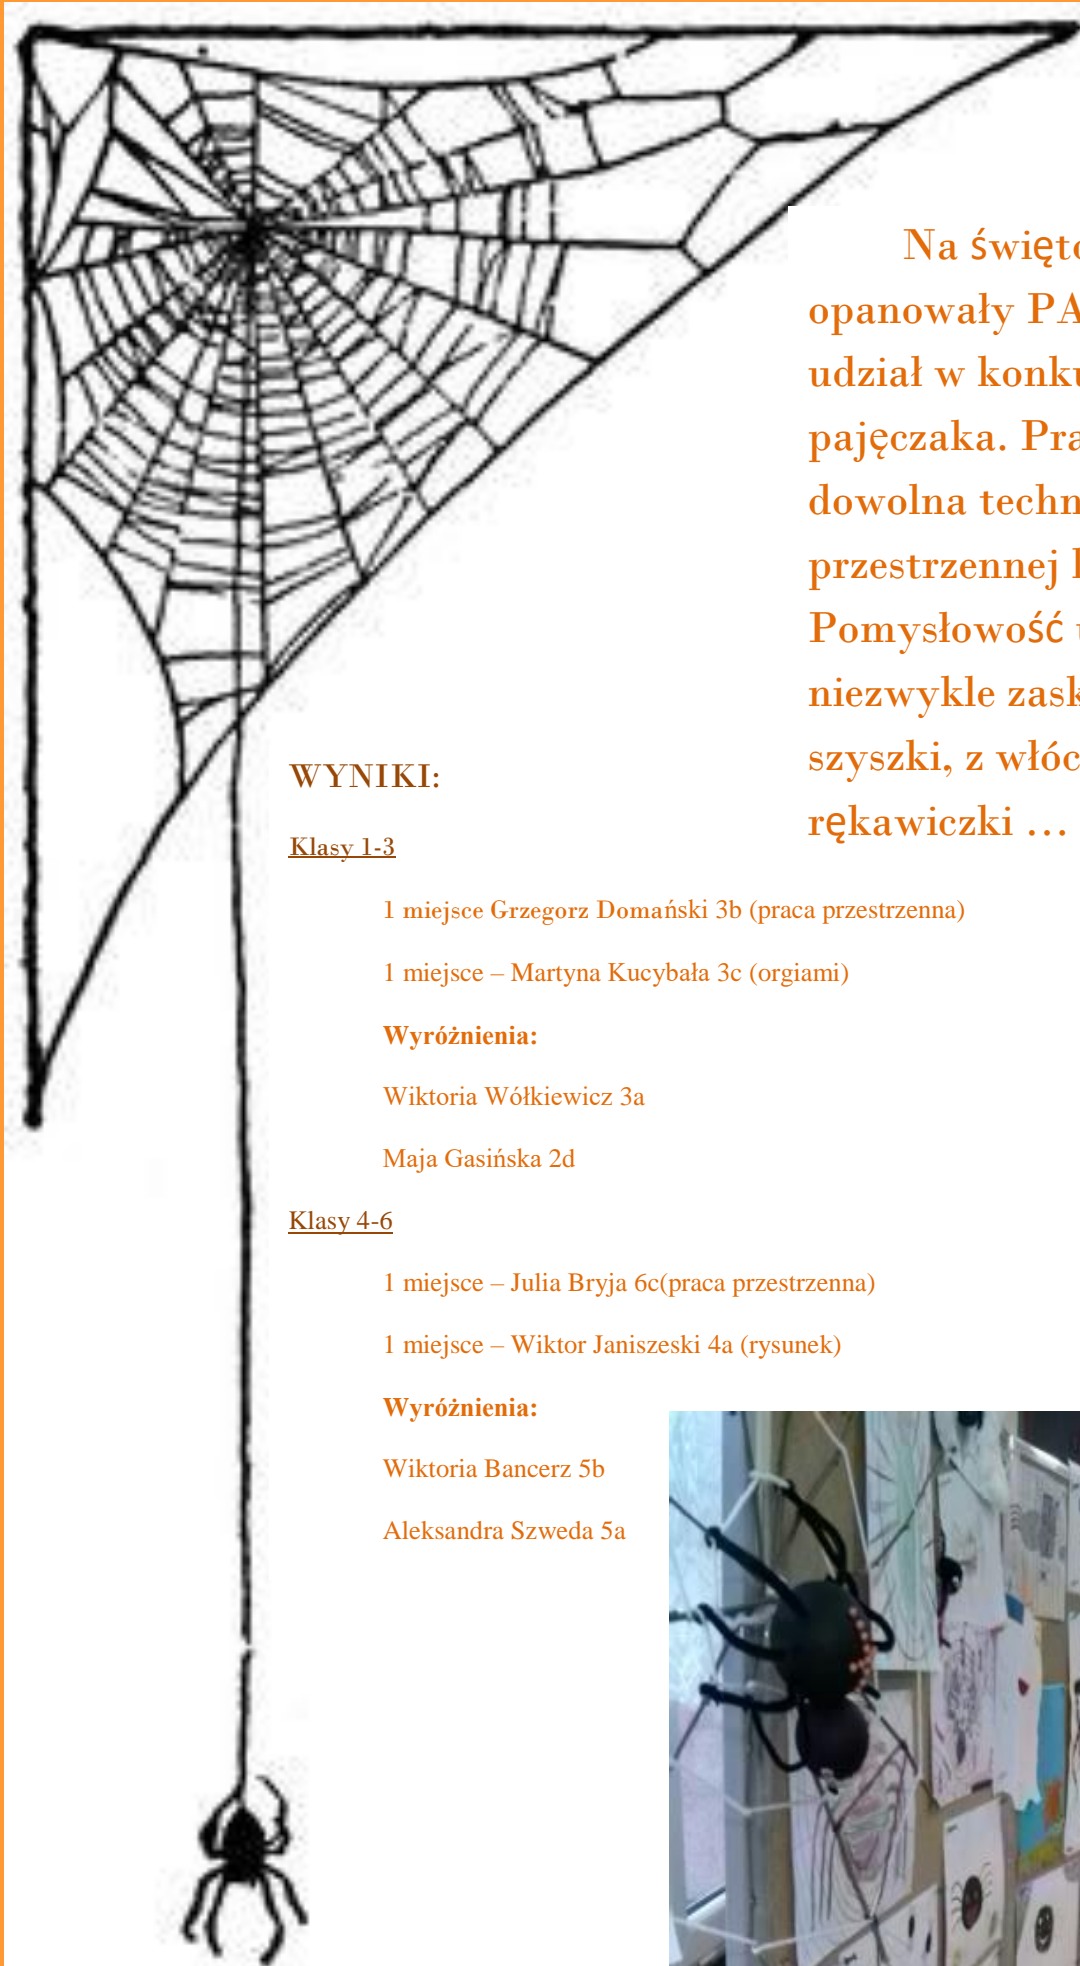 Na święto
opanowały PA
udział w konku
pajęczaka. Pra
dowolna techn
przestrzennej
Pomysłowość
niezwykle zask
szyszki, z włóc
rękawiczki …
WYNIKI:
Klasy 1-3
1 miejsce Grzegorz Domański 3b (praca przestrzenna)
1 miejsce – Martyna Kucybała 3c (orgiami)
Wyróżnienia:
Wiktoria Wółkiewicz 3a
Maja Gasińska 2d
Klasy 4-6
1 miejsce – Julia Bryja 6c(praca przestrzenna)
1 miejsce – Wiktor Janiszeski 4a (rysunek)
Wyróżnienia:
Wiktoria Bancerz 5b
Aleksandra Szweda 5a